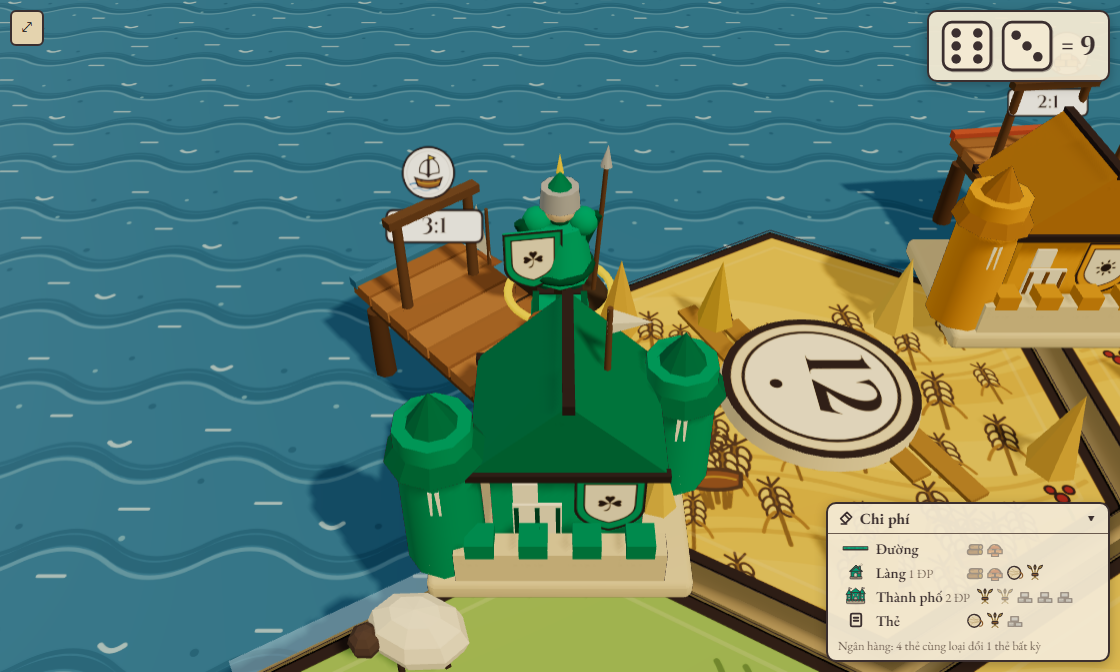 = 9
2:1
3:1
12
Chi phí
Đường
Làng 1 ĐP
Thành phố 2 ĐP
Thẻ
Ngân hàng: 4 thẻ cùng loại đổi 1 thẻ bất kỳ